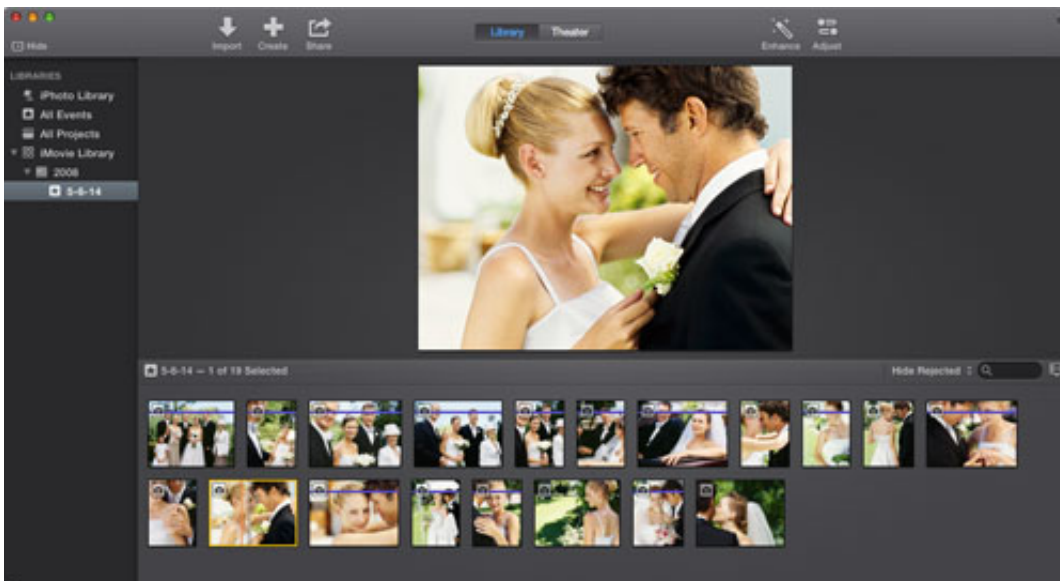 Library Theater
Hide Import Create Share Enhance Adjust
LIBRARIES
iPhoto Library
All Events
All Projects
iMovie Library
2008
5-6-14
5-6-14 — 1 of 19 Selected Hide Rejected